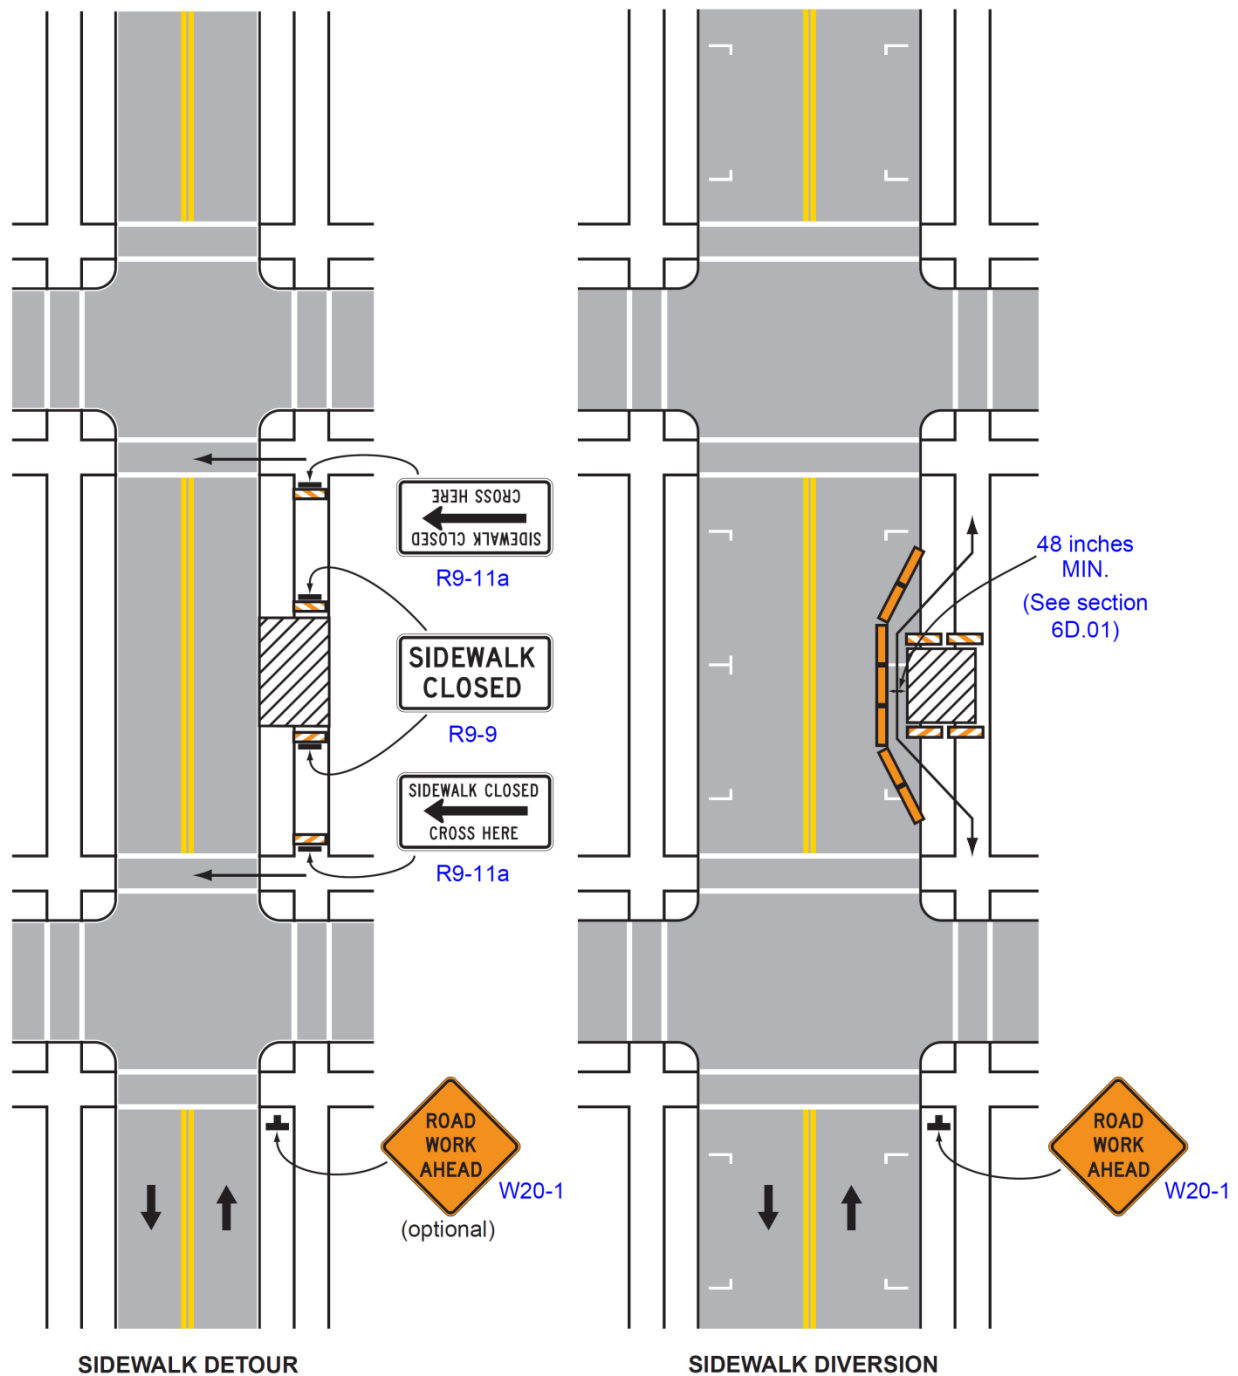 CROSS HERE
SIDEWALK CLOSED
R9-11a
SIDEWALK
CLOSED
R9-9
SIDEWALK CLOSED
CROSS HERE
R9-11a
ROAD
WORK
AHEAD
W20-1
(optional)
SIDEWALK DETOUR
48 inches
MIN.
(See section
6D.01)
ROAD
WORK
AHEAD
W20-1
SIDEWALK DIVERSION